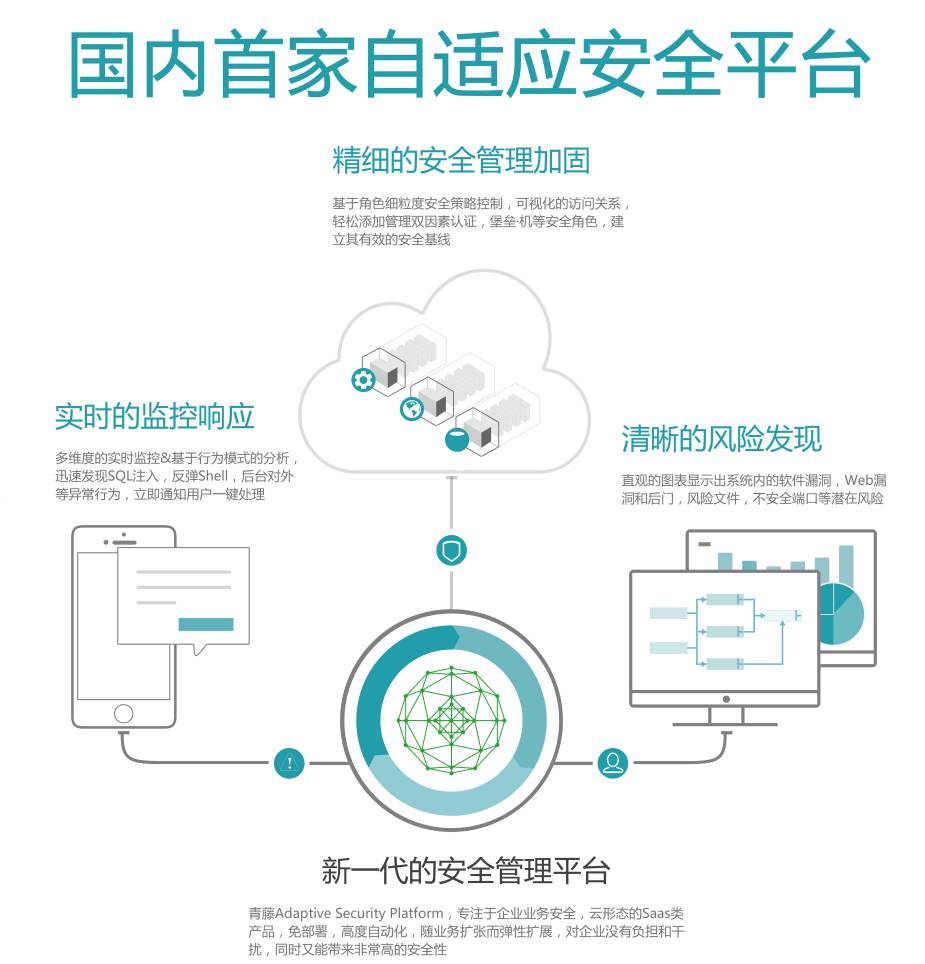 国内首家自适应安全平台
精细的安全管理加固
基于角色细粒度安全策略控制，可视化的访问关系，
轻松添加管理双因素认证，堡垒·机等安全角色，建
立其有效的安全基线
实时的监控响应
多维度的实时监控&基于行为模式的分析，
迅速发现SQL注入，反弹Shell，后台对外
等异常行为，立即通知用户一键处理
清晰的风险发现
直观的图表显示出系统内的软件漏洞，Web漏
洞和后门，风险文件，不安全端口等潜在风险
新一代的安全管理平台
青藤Adaptive Security Platform，专注于企业业务安全，云形态的Saas类
产品，免部署，高度自动化，随业务扩张而弹性扩展，对企业没有负担和干
扰，同时又能带来非常高的安全性